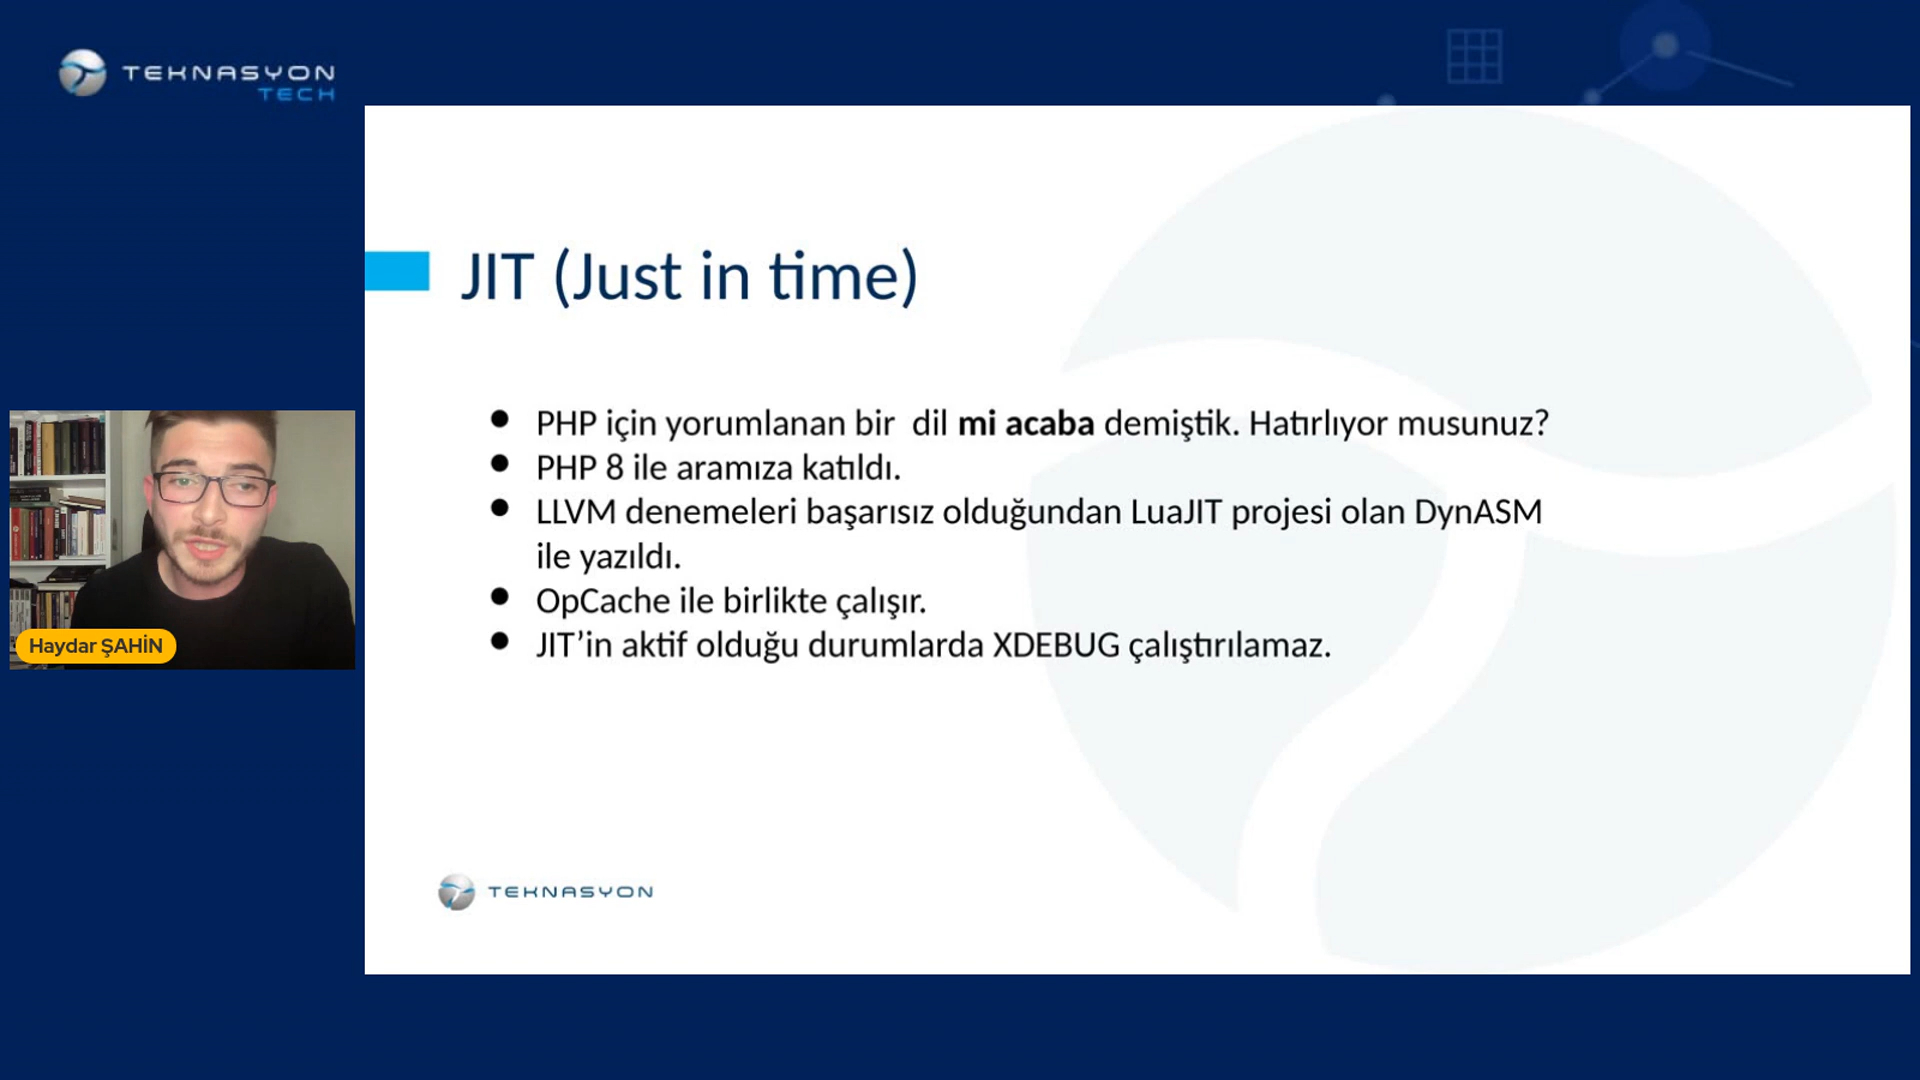 TEKNASYON
TECH
JIT (Just in time)
● PHP için yorumlanan bir  dil mi acaba demiştik. Hatırlıyor musunuz?
● PHP 8 ile aramıza katıldı.
● LLVM denemeleri başarısız olduğundan LuaJIT projesi olan DynASM
ile yazıldı.
● OpCache ile birlikte çalışır.
● JIT’in aktif olduğu durumlarda XDEBUG çalıştırılamaz.
Haydar ŞAHİN
TEKNASYON